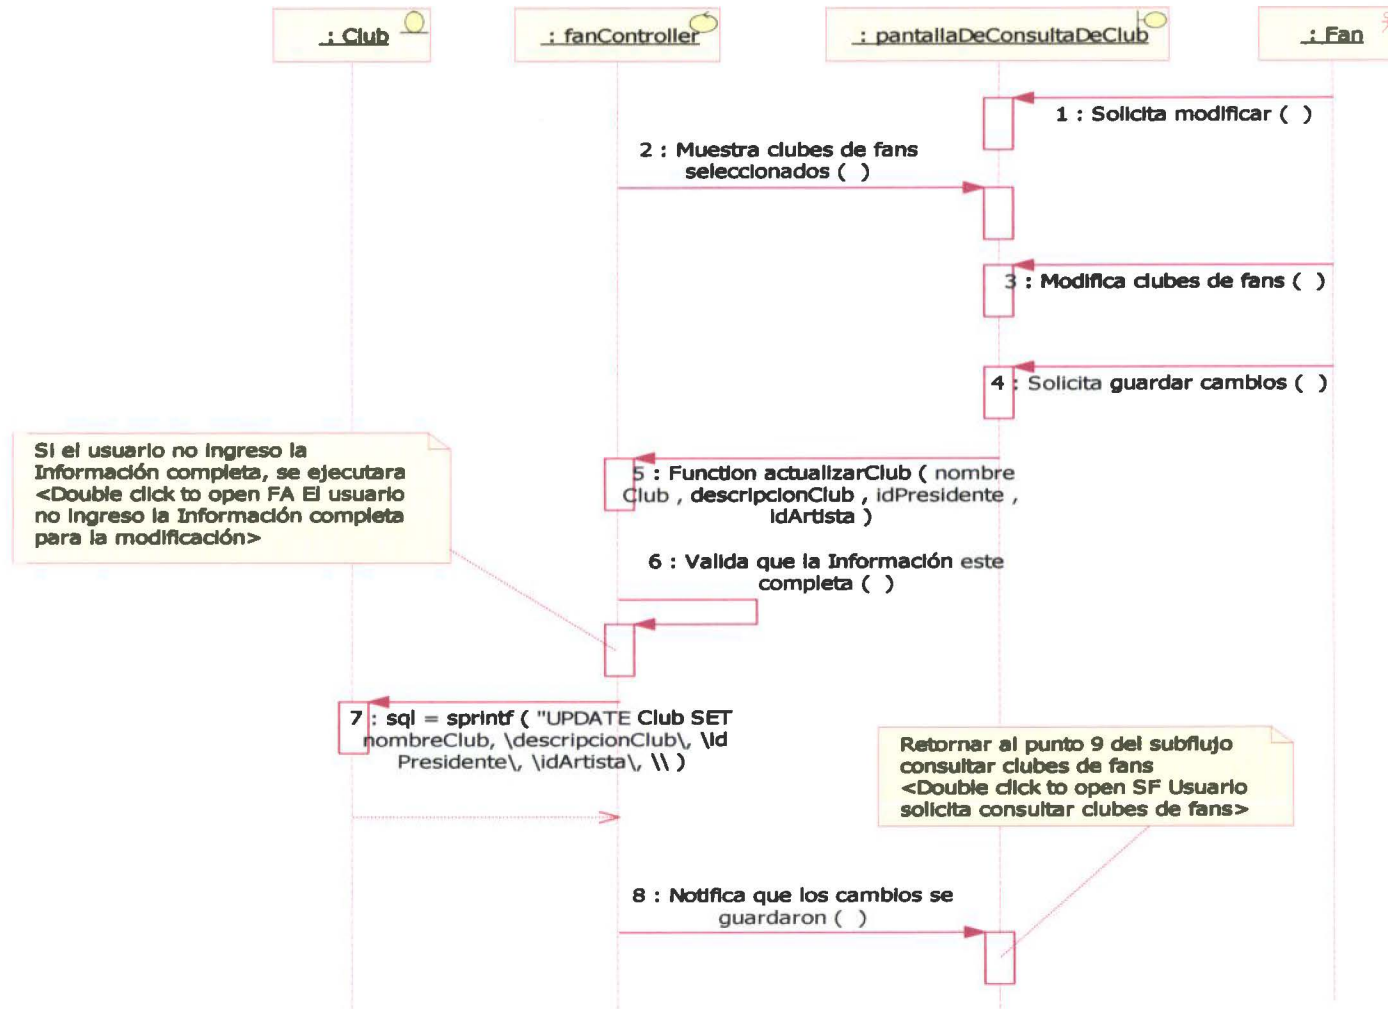 : Club
: fanController
: pantallaDeConsultaDeClub
: Fan
1 : Solicita modificar ( )
2 : Muestra clubes de fans
seleccionados ( )
3 : Modifica clubes de fans ( )
4 : Solicita guardar cambios ( )
Si el usuario no ingreso la
Información completa, se ejecutara
<Double click to open FA El usuario
no ingreso la Información completa
para la modificación>
5 : Function actualizarClub ( nombre
Club , descripcionClub , idPresidente ,
idArtista )
6 : Valida que la Información este
completa ( )
7 : sql = sprintf ( "UPDATE Club SET
nombreClub, \descripcionClub\, \id
Presidente\, \idArtista\, \\ )
Retornar al punto 9 del subflujo
consultar clubes de fans
<Double click to open SF Usuario
solicita consultar clubes de fans>
8 : Notifica que los cambios se
guardaron ( )